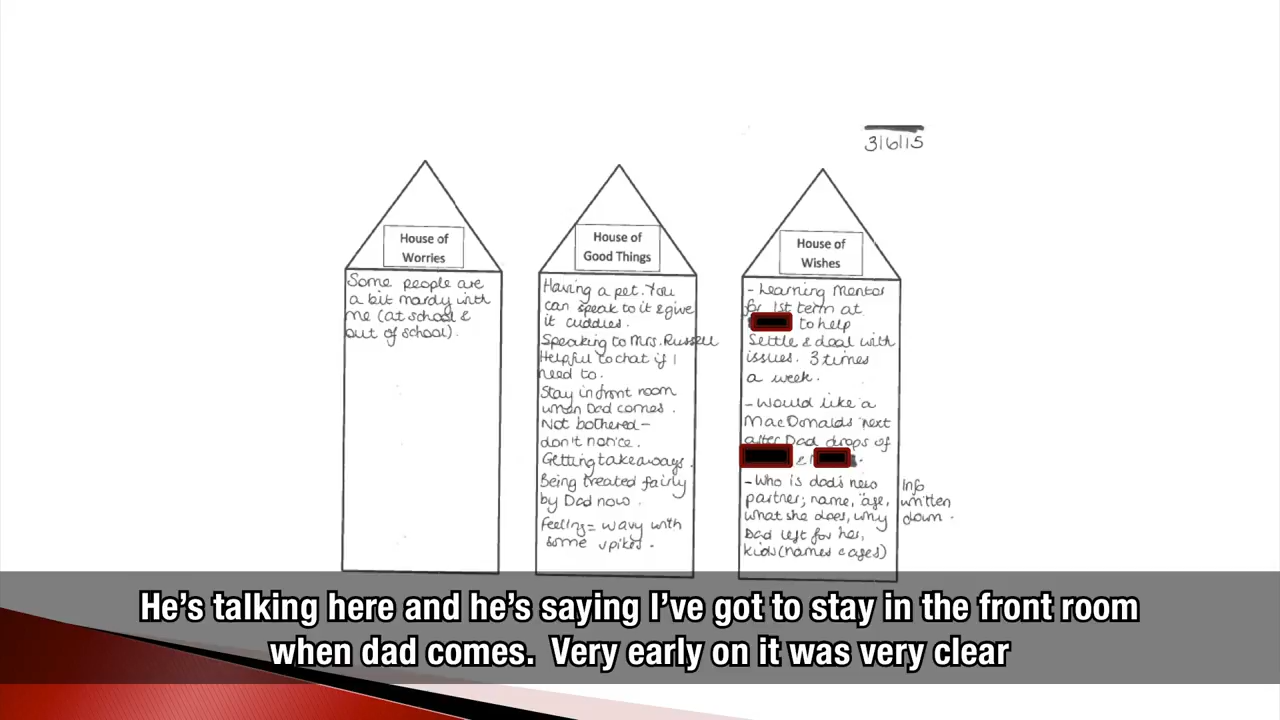 3/6/15
House of
Worries
Some people are
a bit mardy with
me (at school &
out of school).
House of
Good Things
Having a pet. You
can speak to it & give
it cuddies.
Speaking to Mrs. Russell
Helpful to chat if I
need to.
Stay in front room
when Dad comes.
Not bothered –
don't notice.
Getting takeaways.
Being treated fairly
by Dad now.
Feeling = wavy with
some spikes.
House of
Wishes
- Learning Mentor
for 1st term at
to help
Settle & deal with
issues. 3 times
a week.
- Would like a
MacDonalds next
after Dad drops of
&
- Who is dad's new
partner; name, age,
what she does, why
Dad left for her,
kids (names & ages)
Info
written
down.
He's talking here and he's saying I've got to stay in the front room
when dad comes. Very early on it was very clear